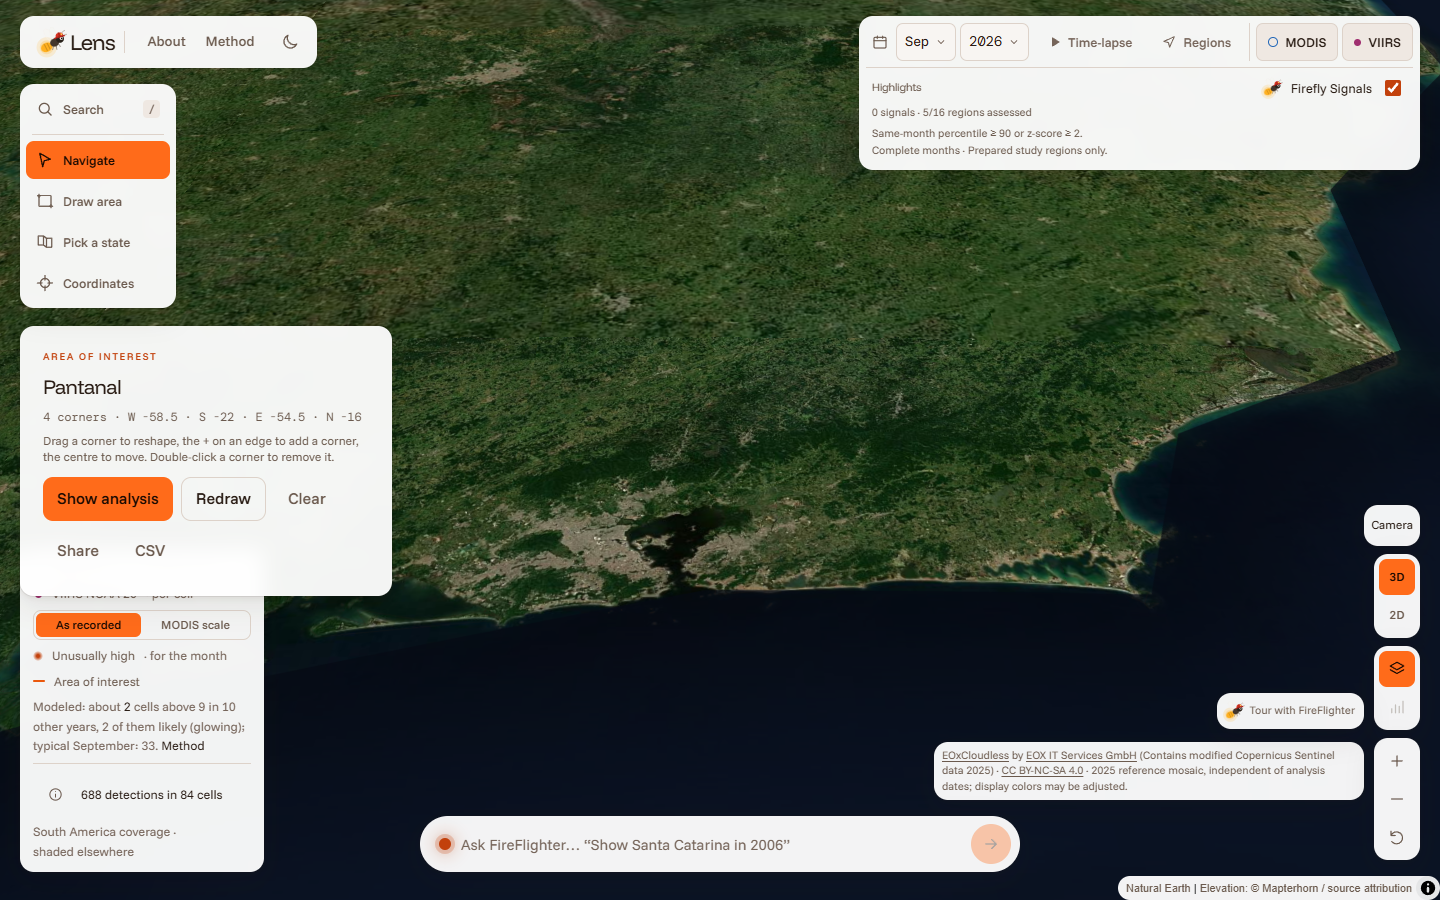 Lens
About
Method
Sep
2026
Time-lapse
Regions
MODIS
VIIRS
Highlights
Firefly Signals
0 signals · 5/16 regions assessed
Same-month percentile ≥ 90 or z-score ≥ 2.
Complete months · Prepared study regions only.
Search
/
Navigate
Draw area
Pick a state
Coordinates
AREA OF INTEREST
Pantanal
4 corners · W -58.5 · S -22 · E -54.5 · N -16
Drag a corner to reshape, the + on an edge to add a corner,
the centre to move. Double-click a corner to remove it.
Show analysis
Redraw
Clear
Share
CSV
As recorded
MODIS scale
Unusually high · for the month
Area of interest
Modeled: about 2 cells above 9 in 10
other years, 2 of them likely (glowing);
typical September: 33. Method
688 detections in 84 cells
South America coverage ·
shaded elsewhere
Camera
3D
2D
Tour with FireFlighter
EOxCloudless by EOX IT Services GmbH (Contains modified Copernicus Sentinel
data 2025) · CC BY-NC-SA 4.0 · 2025 reference mosaic, independent of analysis
dates; display colors may be adjusted.
Ask FireFlighter... “Show Santa Catarina in 2006”
Natural Earth | Elevation: © Mapterhorn / source attribution